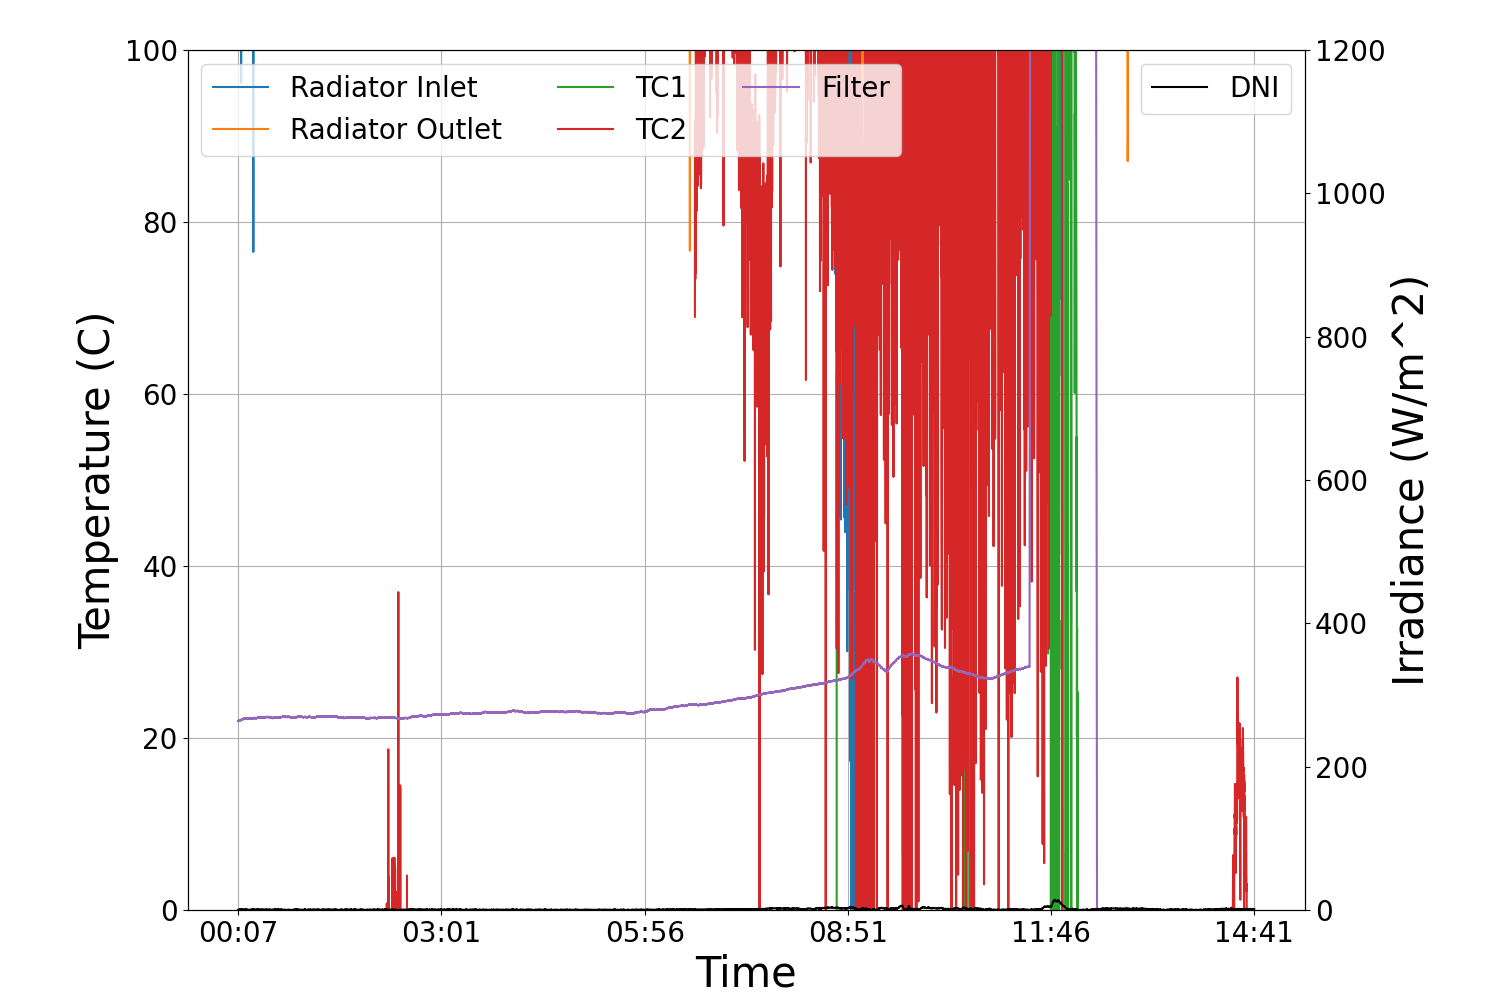 100
80
60
40
20
0
Temperature (C)
Radiator Inlet
Radiator Outlet
TC1
TC2
Filter
DNI
1200
1000
800
600
400
200
0
Irradiance (W/m^2)
00:07 03:01 05:56 08:51 11:46 14:41
Time